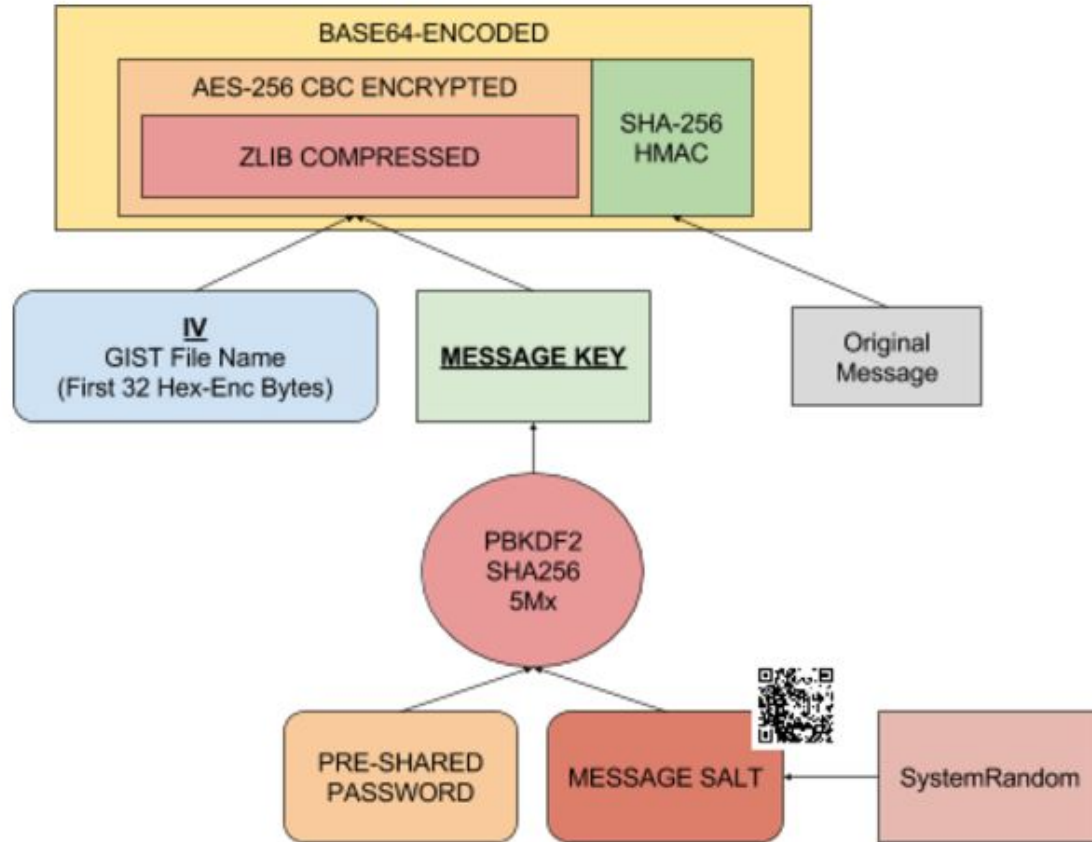 BASE64-ENCODED
AES-256 CBC ENCRYPTED
SHA-256
HMAC
ZLIB COMPRESSED
IV
GIST File Name
(First 32 Hex-Enc Bytes)
MESSAGE KEY
Original
Message
PBKDF2
SHA256
5Mx
PRE-SHARED
PASSWORD
MESSAGE SALT
SystemRandom